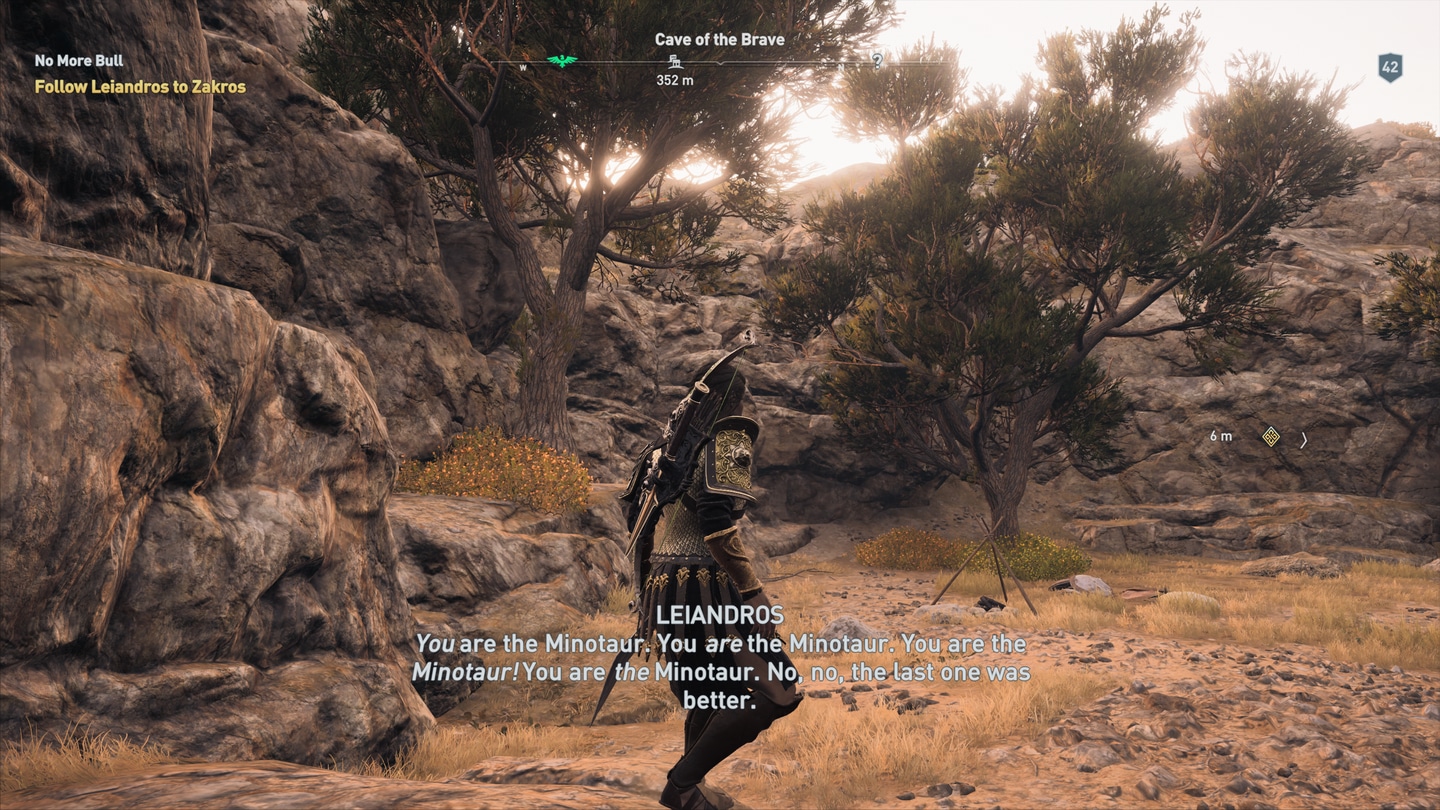 No More Bull
Follow Leiandros to Zakros
Cave of the Brave
W
352 m
?
42
6 m
LEIANDROS
You are the Minotaur. You are the Minotaur. You are the
Minotaur! You are the Minotaur. No, no, the last one was
better.